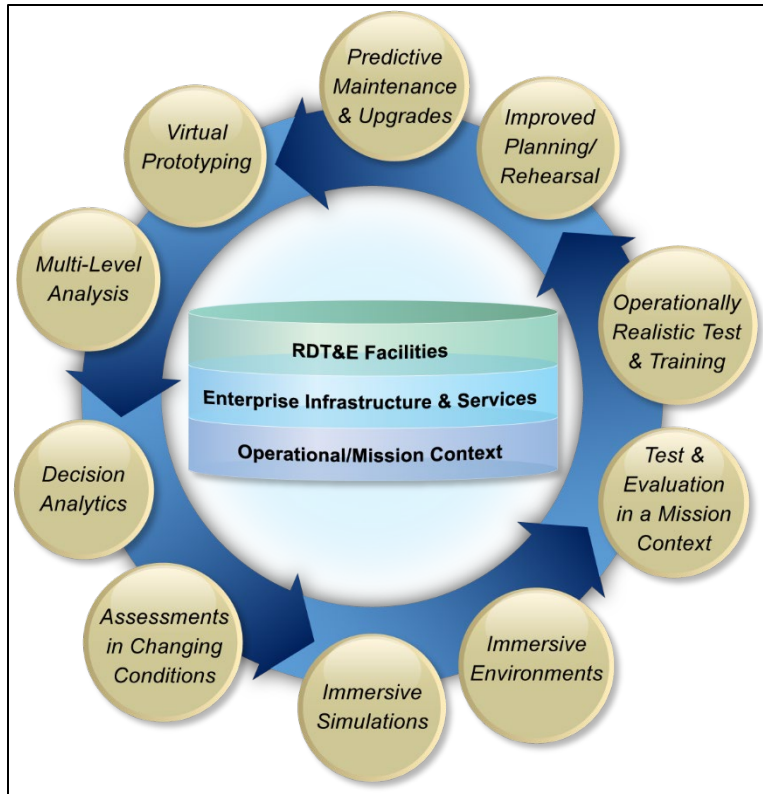 Predictive
Maintenance
& Upgrades
Improved
Planning/
Rehearsal
Virtual
Prototyping
Multi-Level
Analysis
Operationally
Realistic Test
& Training
RDT&E Facilities
Enterprise Infrastructure & Services
Operational/Mission Context
Decision
Analytics
Test &
Evaluation
in a Mission
Context
Assessments
in Changing
Conditions
Immersive
Environments
Immersive
Simulations